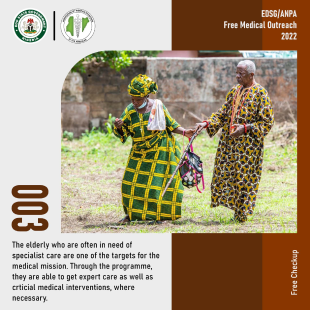 EDSG/ANPA
Free Medical Outreach
2022
003
The elderly who are often in need of
specialist care are one of the targets for the
medical mission. Through the programme,
they are able to get expert care as well as
crticial medical interventions, where
necessary.
Free Checkup